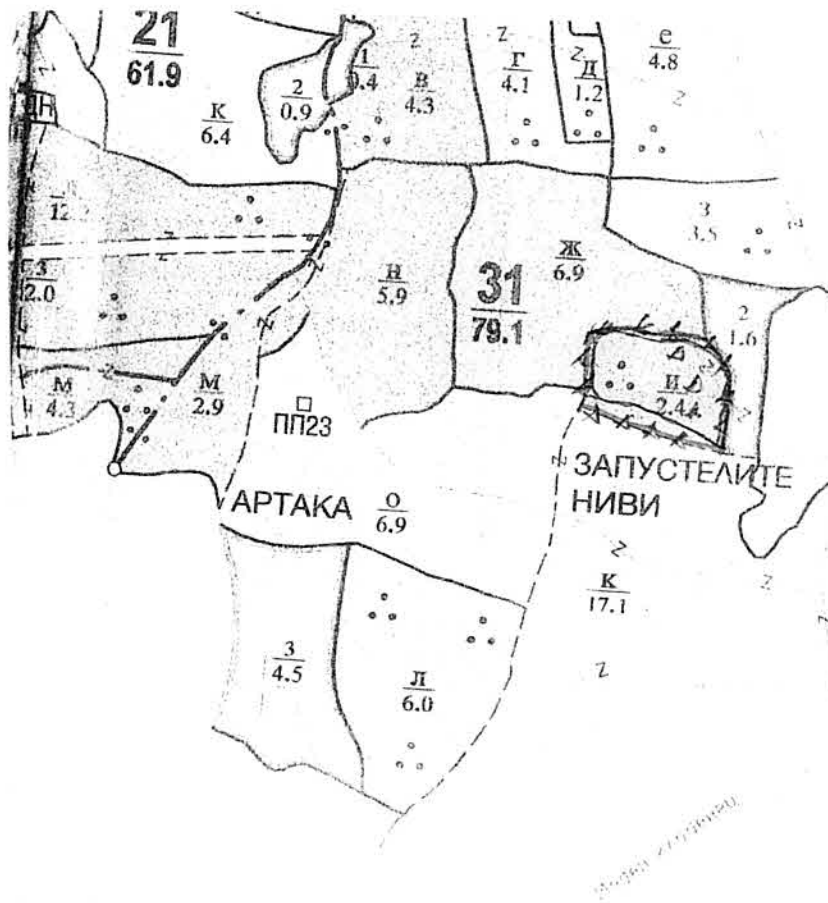 21
61.9
К
6.4
2
0.9
1
0.4
В
4.3
Г
4.1
Д
1.2
е
4.8
З
3.5
З
2.0
Н
5.9
31
79.1
Ж
6.9
2
1.6
И
2.4
М
4.3
М
2.9
ПП23
ЗАПУСТЕЛИТЕ
НИВИ
АРТАКА
О
6.9
К
17.1
З
4.5
Л
6.0